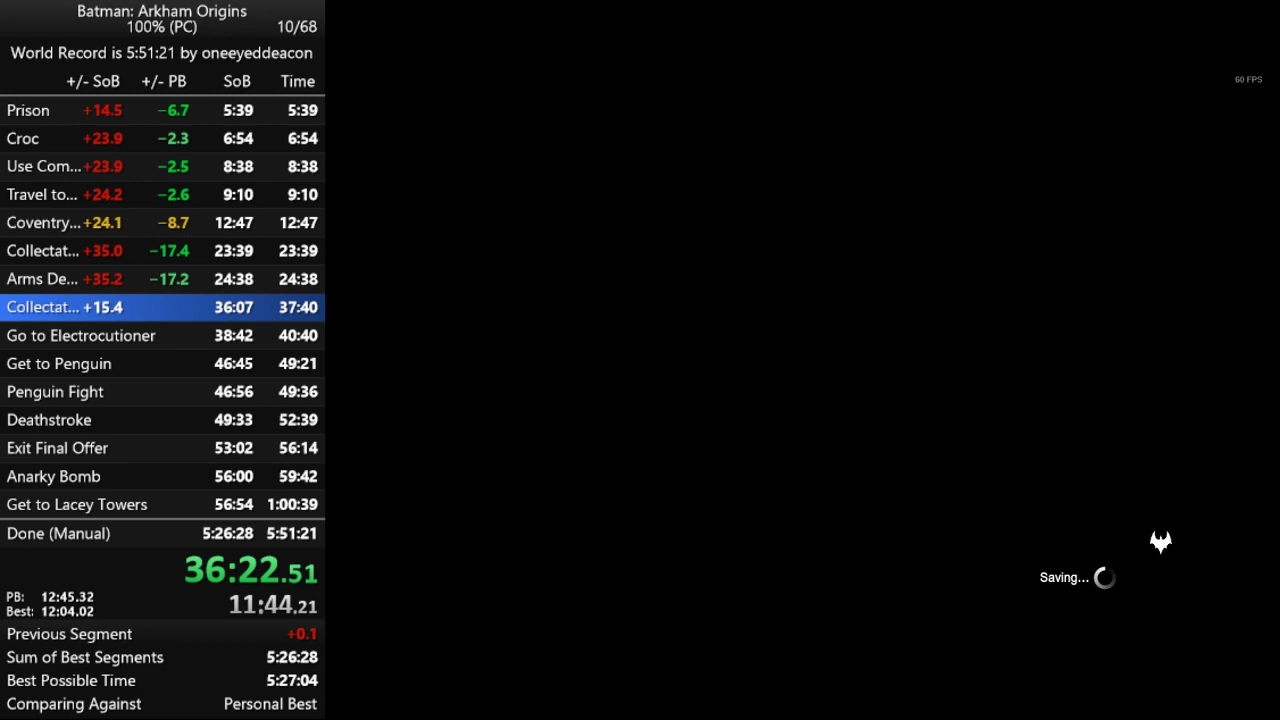 Batman: Arkham Origins
100% (PC) 10/68
World Record is 5:51:21 by oneeyeddeacon
+/- SoB +/- PB SoB Time
Prison +14.5 −6.7 5:39 5:39
Croc +23.9 −2.3 6:54 6:54
Use Com... +23.9 −2.5 8:38 8:38
Travel to... +24.2 −2.6 9:10 9:10
Coventry... +24.1 −8.7 12:47 12:47
Collectat... +35.0 −17.4 23:39 23:39
Arms De... +35.2 −17.2 24:38 24:38
Collectat... +15.4 36:07 37:40
Go to Electrocutioner 38:42 40:40
Get to Penguin 46:45 49:21
Penguin Fight 46:56 49:36
Deathstroke 49:33 52:39
Exit Final Offer 53:02 56:14
Anarky Bomb 56:00 59:42
Get to Lacey Towers 56:54 1:00:39
Done (Manual) 5:26:28 5:51:21
36:22.51
PB: 12:45.32
Best: 12:04.02
11:44.21
Previous Segment +0.1
Sum of Best Segments 5:26:28
Best Possible Time 5:27:04
Comparing Against Personal Best
60 FPS
Saving...